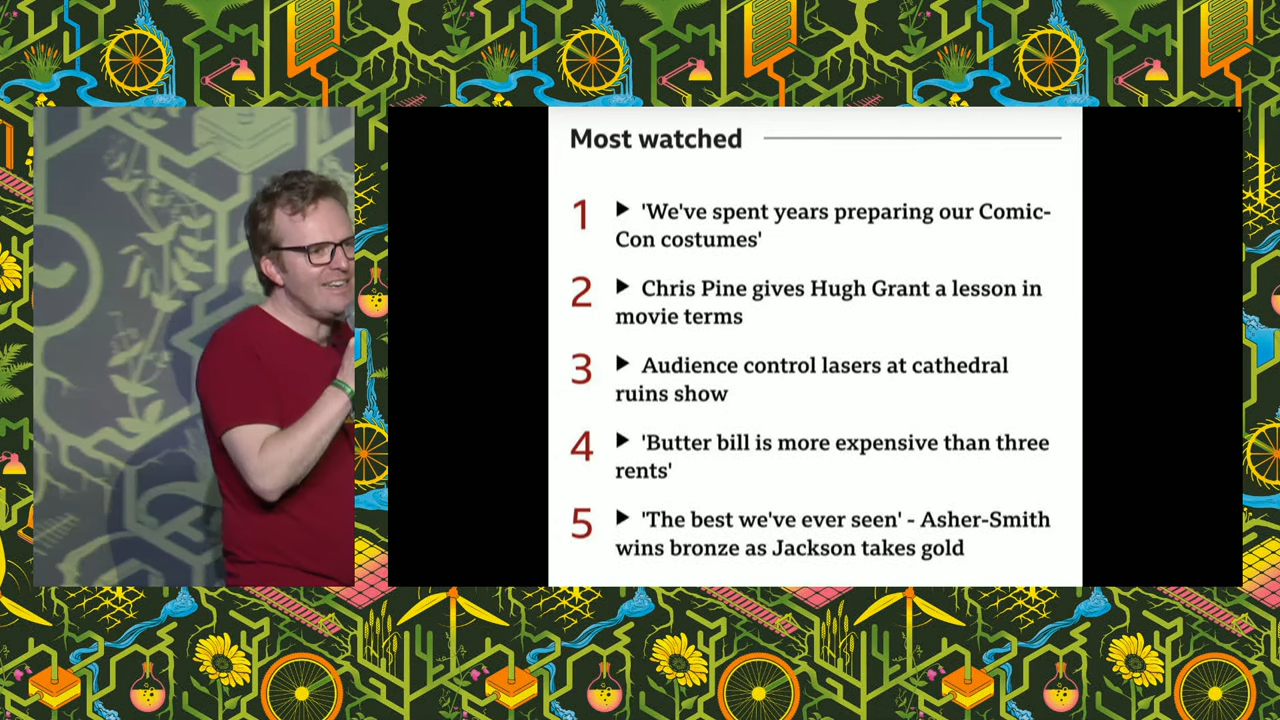 Most watched
1 'We've spent years preparing our Comic-
Con costumes'
2 Chris Pine gives Hugh Grant a lesson in
movie terms
3 Audience control lasers at cathedral
ruins show
4 'Butter bill is more expensive than three
rents'
5 'The best we've ever seen' - Asher-Smith
wins bronze as Jackson takes gold